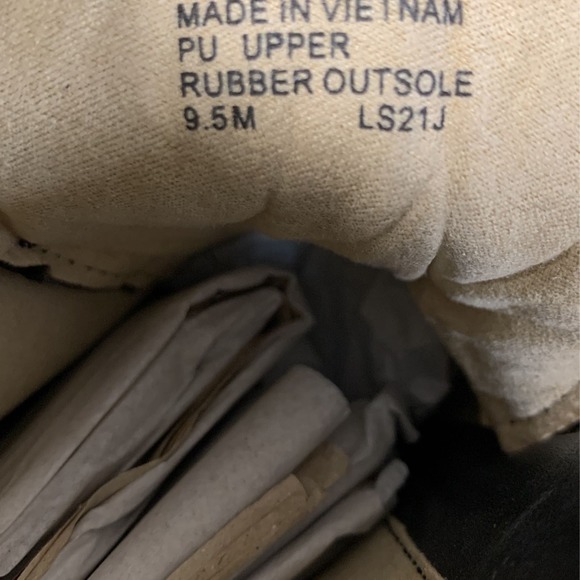 MADE IN VIETNAM
PU UPPER
RUBBER OUTSOLE
9.5M LS21J